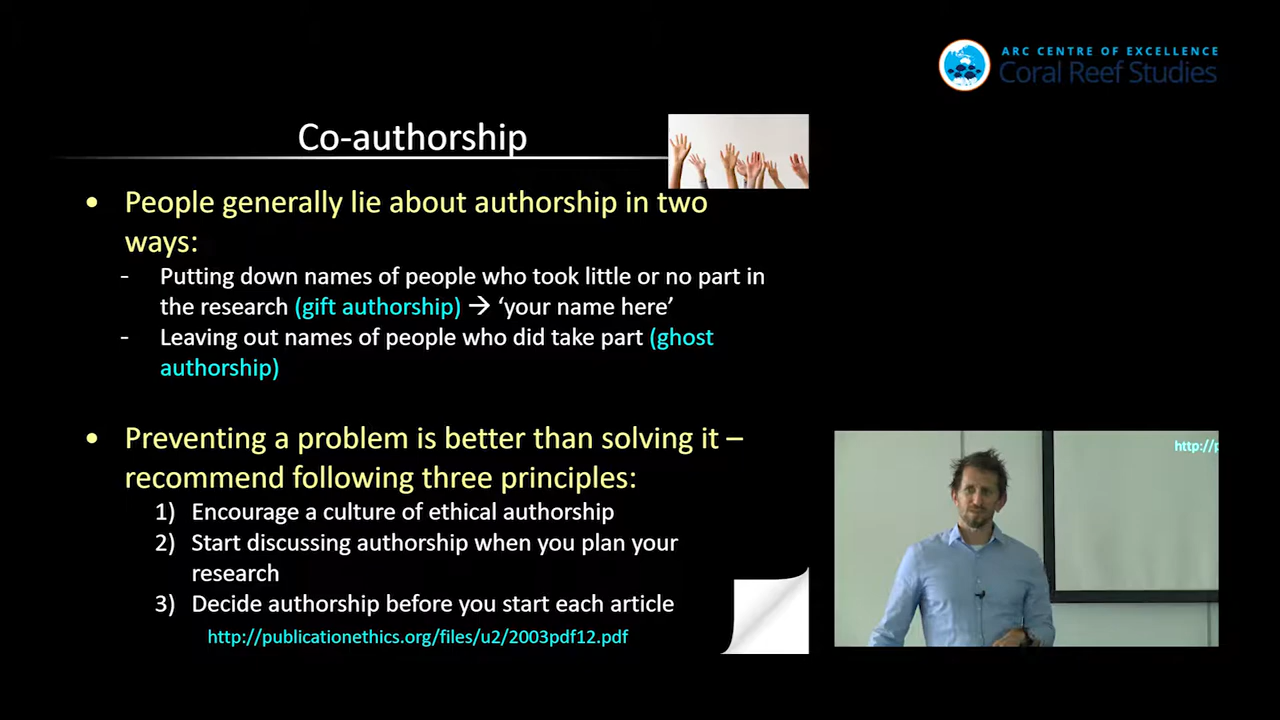 ARC CENTRE OF EXCELLENCE
Coral Reef Studies
Co-authorship
• People generally lie about authorship in two
ways:
- Putting down names of people who took little or no part in
the research (gift authorship) → ‘your name here’
- Leaving out names of people who did take part (ghost
authorship)
• Preventing a problem is better than solving it –
recommend following three principles:
1) Encourage a culture of ethical authorship
2) Start discussing authorship when you plan your
research
3) Decide authorship before you start each article
http://publicationethics.org/files/u2/2003pdf12.pdf
http://p